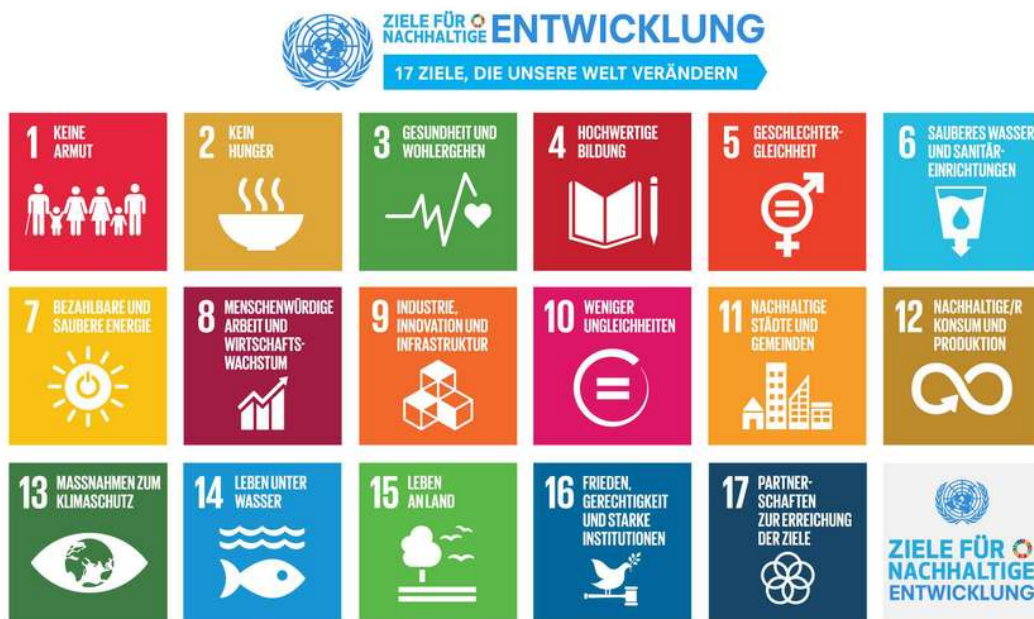 ZIELE FÜR
NACHHALTIGE ENTWICKLUNG
17 ZIELE, DIE UNSERE WELT VERÄNDERN
1 KEINE
ARMUT
2 KEIN
HUNGER
3 GESUNDHEIT UND
WOHLERGEHEN
4 HOCHWERTIGE
BILDUNG
5 GESCHLECHTER-
GLEICHHEIT
6 SAUBERES WASSER
UND SANITÄR-
EINRICHTUNGEN
7 BEZAHLBARE UND
SAUBERE ENERGIE
8 MENSCHENWÜRDIGE
ARBEIT UND
WIRTSCHAFTS-
WACHSTUM
9 INDUSTRIE,
INNOVATION UND
INFRASTRUKTUR
10 WENIGER
UNGLEICHHEITEN
11 NACHHALTIGE
STÄDTE UND
GEMEINDEN
12 NACHHALTIGE/R
KONSUM UND
PRODUKTION
13 MASSNAHMEN ZUM
KLIMASCHUTZ
14 LEBEN UNTER
WASSER
15 LEBEN
AN LAND
16 FRIEDEN,
GERECHTIGKEIT
UND STARKE
INSTITUTIONEN
17 PARTNER-
SCHAFTEN
ZUR ERREICHUNG
DER ZIELE
ZIELE FÜR
NACHHALTIGE
ENTWICKLUNG